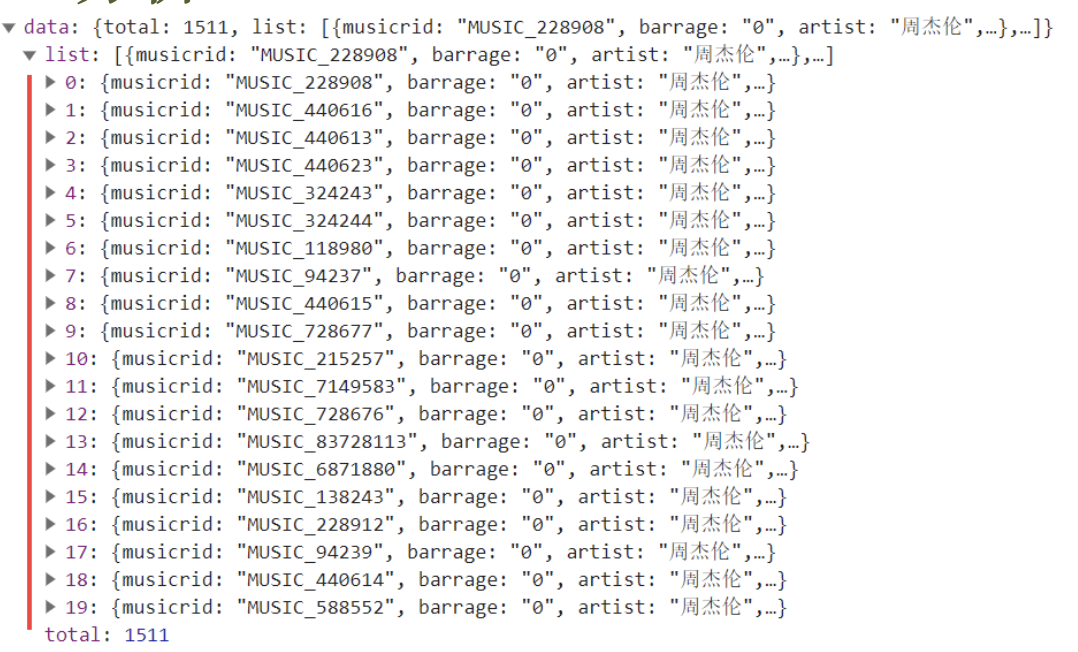 ▼ data: {total: 1511, list: [{musicrid: "MUSIC_228908", barrage: "0", artist: "周杰伦",…},…]}
▼ list: [{musicrid: "MUSIC_228908", barrage: "0", artist: "周杰伦",…},…]
▶ 0: {musicrid: "MUSIC_228908", barrage: "0", artist: "周杰伦",…}
▶ 1: {musicrid: "MUSIC_440616", barrage: "0", artist: "周杰伦",…}
▶ 2: {musicrid: "MUSIC_440613", barrage: "0", artist: "周杰伦",…}
▶ 3: {musicrid: "MUSIC_440623", barrage: "0", artist: "周杰伦",…}
▶ 4: {musicrid: "MUSIC_324243", barrage: "0", artist: "周杰伦",…}
▶ 5: {musicrid: "MUSIC_324244", barrage: "0", artist: "周杰伦",…}
▶ 6: {musicrid: "MUSIC_118980", barrage: "0", artist: "周杰伦",…}
▶ 7: {musicrid: "MUSIC_94237", barrage: "0", artist: "周杰伦",…}
▶ 8: {musicrid: "MUSIC_440615", barrage: "0", artist: "周杰伦",…}
▶ 9: {musicrid: "MUSIC_728677", barrage: "0", artist: "周杰伦",…}
▶ 10: {musicrid: "MUSIC_215257", barrage: "0", artist: "周杰伦",…}
▶ 11: {musicrid: "MUSIC_7149583", barrage: "0", artist: "周杰伦",…}
▶ 12: {musicrid: "MUSIC_728676", barrage: "0", artist: "周杰伦",…}
▶ 13: {musicrid: "MUSIC_83728113", barrage: "0", artist: "周杰伦",…}
▶ 14: {musicrid: "MUSIC_6871880", barrage: "0", artist: "周杰伦",…}
▶ 15: {musicrid: "MUSIC_138243", barrage: "0", artist: "周杰伦",…}
▶ 16: {musicrid: "MUSIC_228912", barrage: "0", artist: "周杰伦",…}
▶ 17: {musicrid: "MUSIC_94239", barrage: "0", artist: "周杰伦",…}
▶ 18: {musicrid: "MUSIC_440614", barrage: "0", artist: "周杰伦",…}
▶ 19: {musicrid: "MUSIC_588552", barrage: "0", artist: "周杰伦",…}
total: 1511